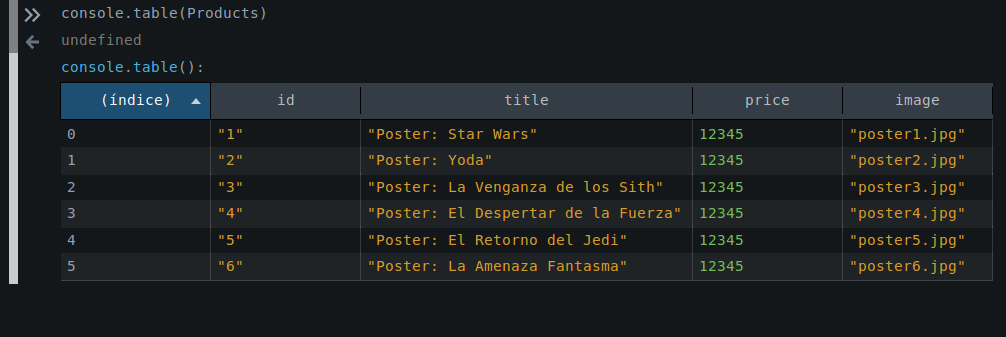 console.table(Products)
undefined
console.table():
(índice) id title price image
0 "1" "Poster: Star Wars" 12345 "poster1.jpg"
1 "2" "Poster: Yoda" 12345 "poster2.jpg"
2 "3" "Poster: La Venganza de los Sith" 12345 "poster3.jpg"
3 "4" "Poster: El Despertar de la Fuerza" 12345 "poster4.jpg"
4 "5" "Poster: El Retorno del Jedi" 12345 "poster5.jpg"
5 "6" "Poster: La Amenaza Fantasma" 12345 "poster6.jpg"